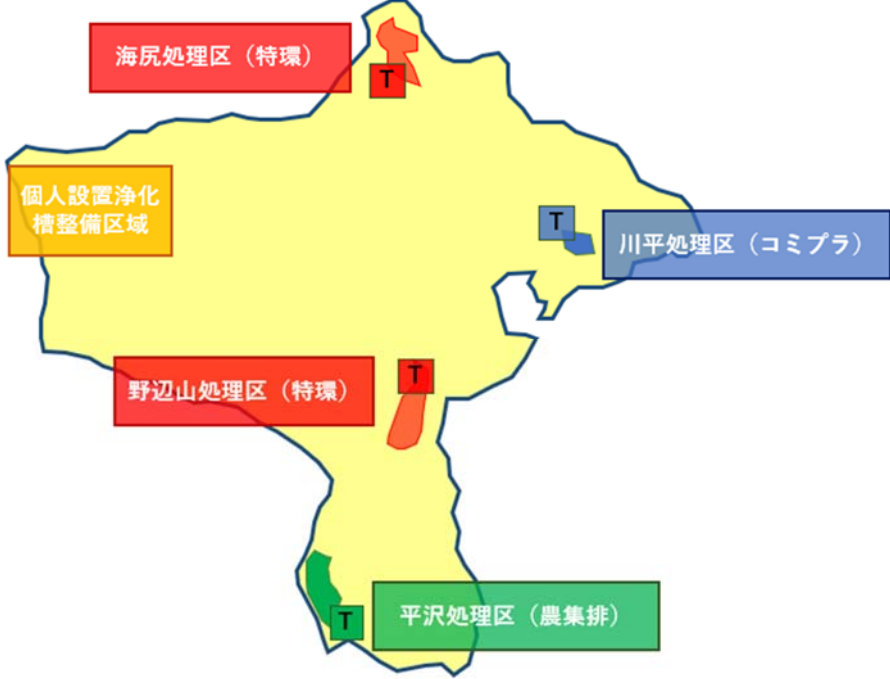 海尻処理区（特環）
T
個人設置浄化
槽整備区域
T
川平処理区（コミプラ）
T
野辺山処理区（特環）
平沢処理区（農集排）
T